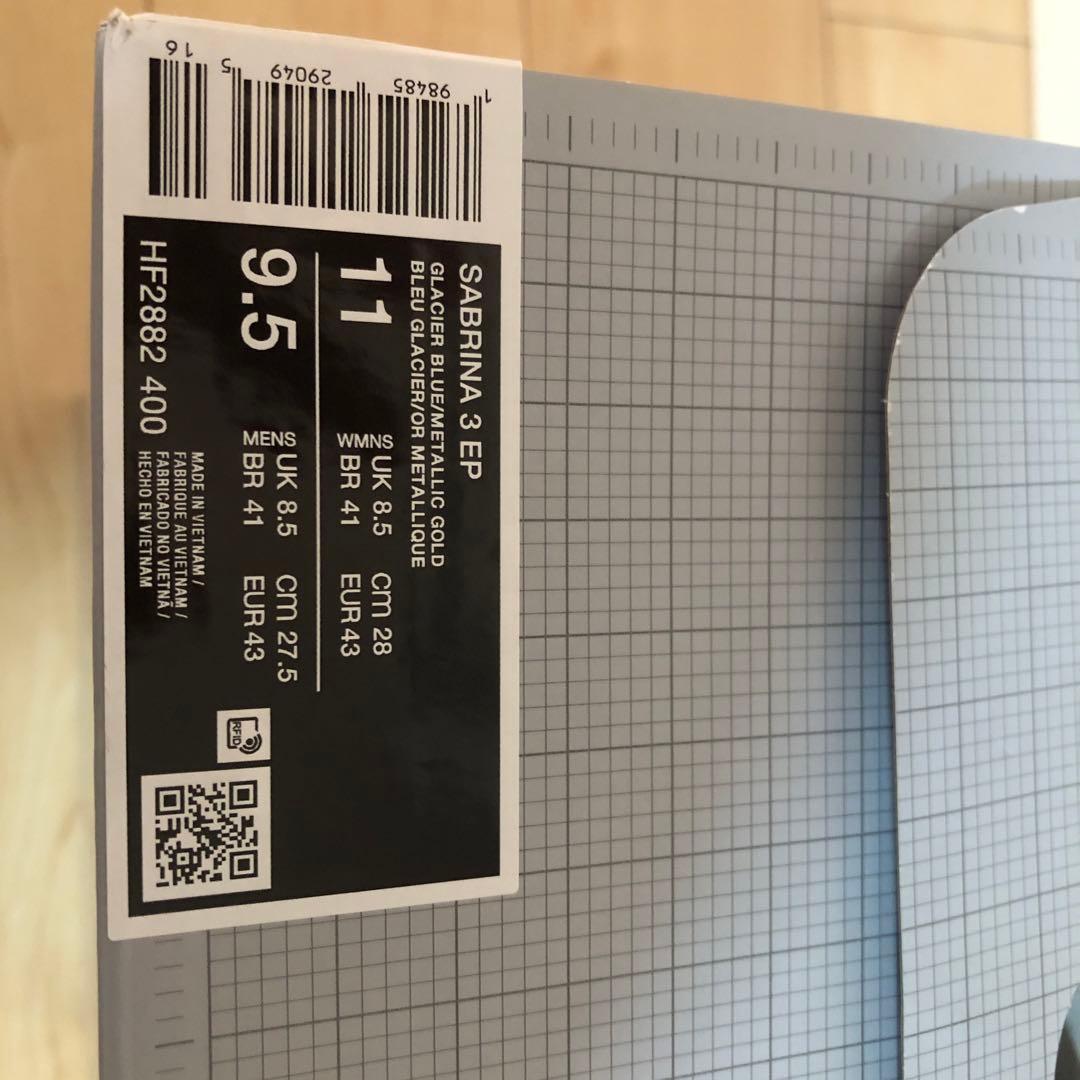 SABRINA 3 EP
GLACIER BLUE/METALLIC GOLD
BLEU GLACIER/OR METALLIQUE
11
WMNS
UK 8.5 cm 28
BR 41 EUR 43
9.5
MENS
UK 8.5 cm 27.5
BR 41 EUR 43
HF2882 400
MADE IN VIETNAM /
FABRIQUE AU VIETNAM /
FABRICADO NO VIETNÃ /
HECHO EN VIETNAM
RFID
1 98485 29049 5 16